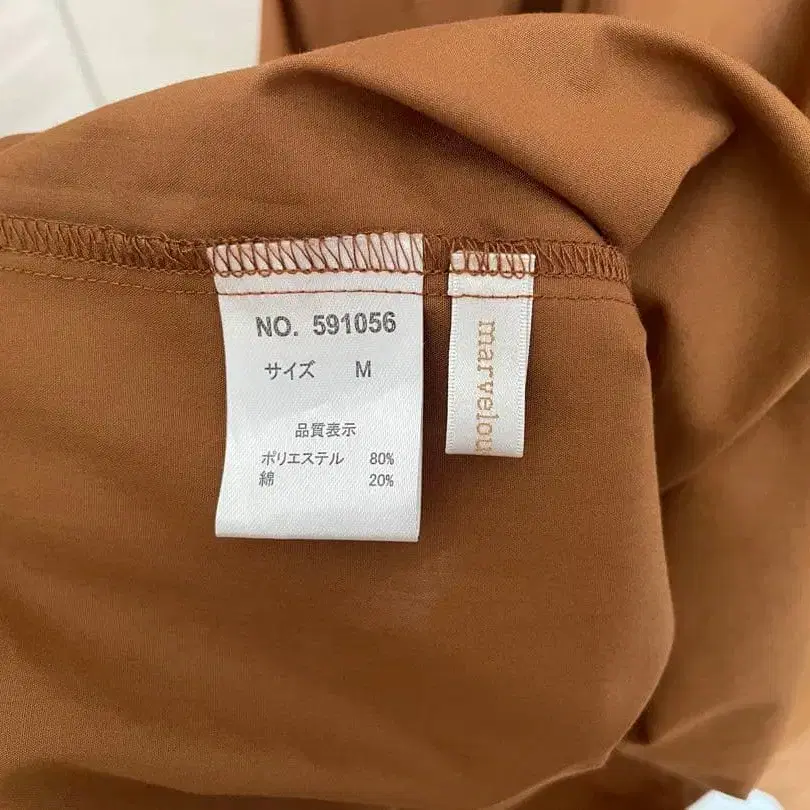 NO. 591056
サイズ M
品質表示
ポリエステル 80%
綿 20%
marvelou